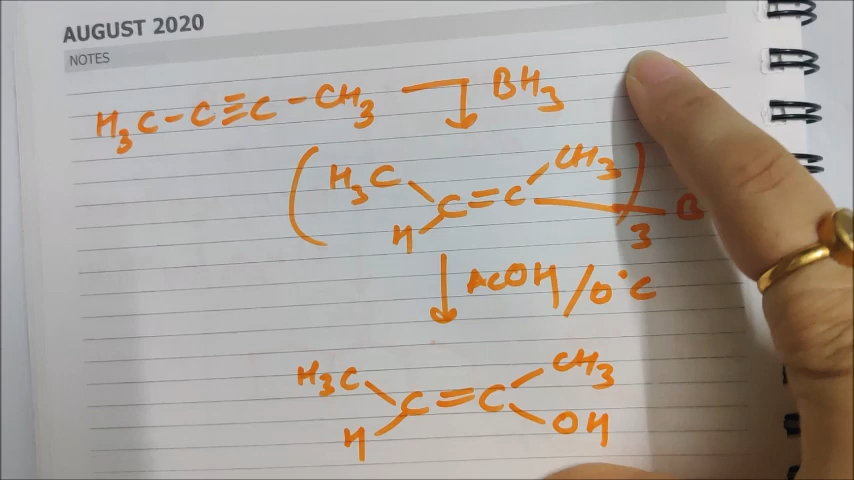 AUGUST 2020
NOTES
H3C-C≡C-CH3 BH3
(H3C CH3)
C=C
H 3 B
AcOH/0°C
H3C CH3
C=C
H OH